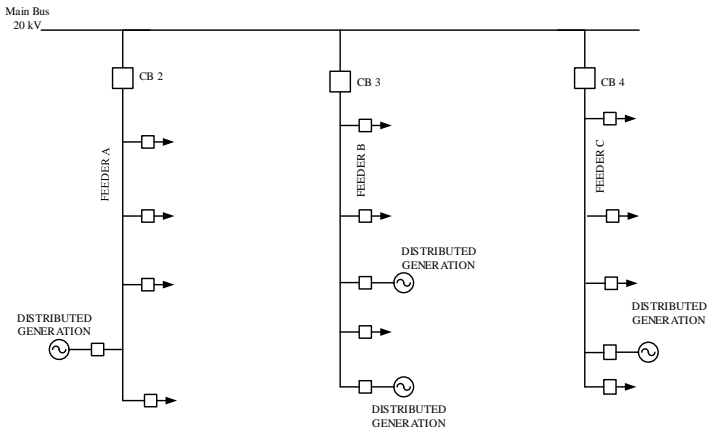 Main Bus
20 kV
CB 2
CB 3
CB 4
FEEDER A
FEEDER B
FEEDER C
DISTRIBUTED
GENERATION
DISTRIBUTED
GENERATION
DISTRIBUTED
GENERATION
DISTRIBUTED
GENERATION